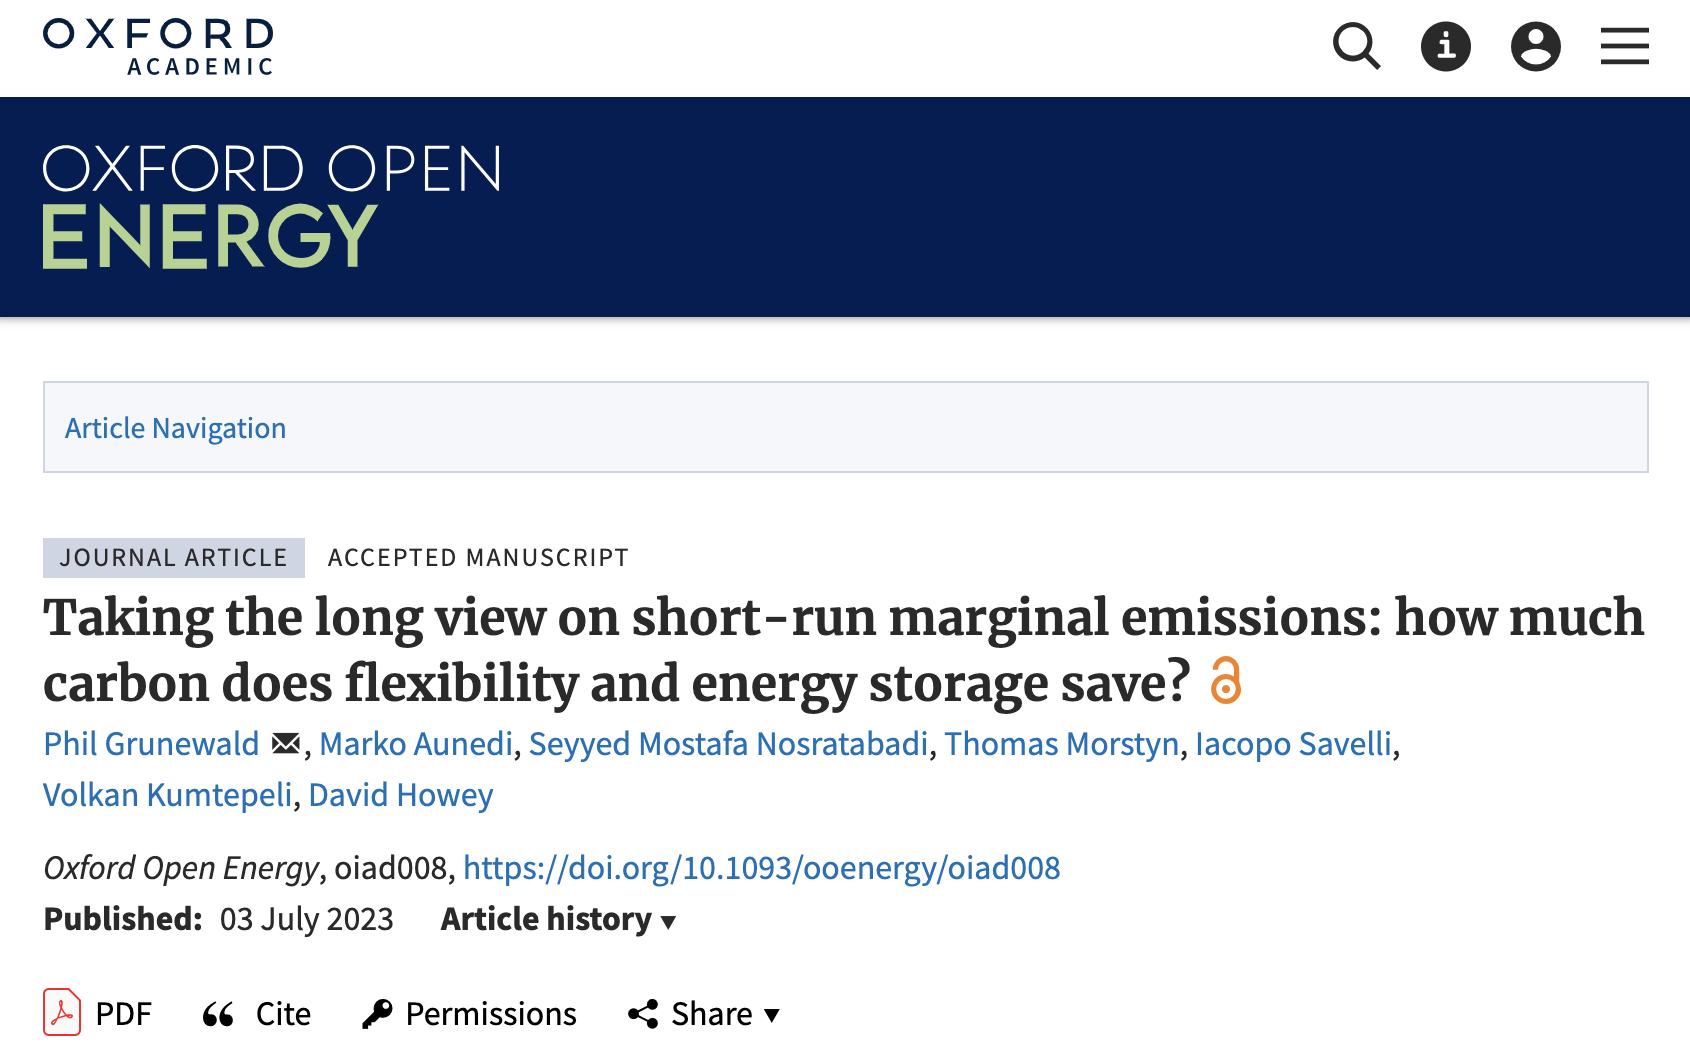 OXFORD
ACADEMIC
OXFORD OPEN
ENERGY
Article Navigation
JOURNAL ARTICLE ACCEPTED MANUSCRIPT
Taking the long view on short-run marginal emissions: how much
carbon does flexibility and energy storage save?
Phil Grunewald, Marko Aunedi, Seyyed Mostafa Nosratabadi, Thomas Morstyn, Iacopo Savelli,
Volkan Kumtepeli, David Howey
Oxford Open Energy, oiad008, https://doi.org/10.1093/ooenergy/oiad008
Published: 03 July 2023 Article history
PDF Cite Permissions Share